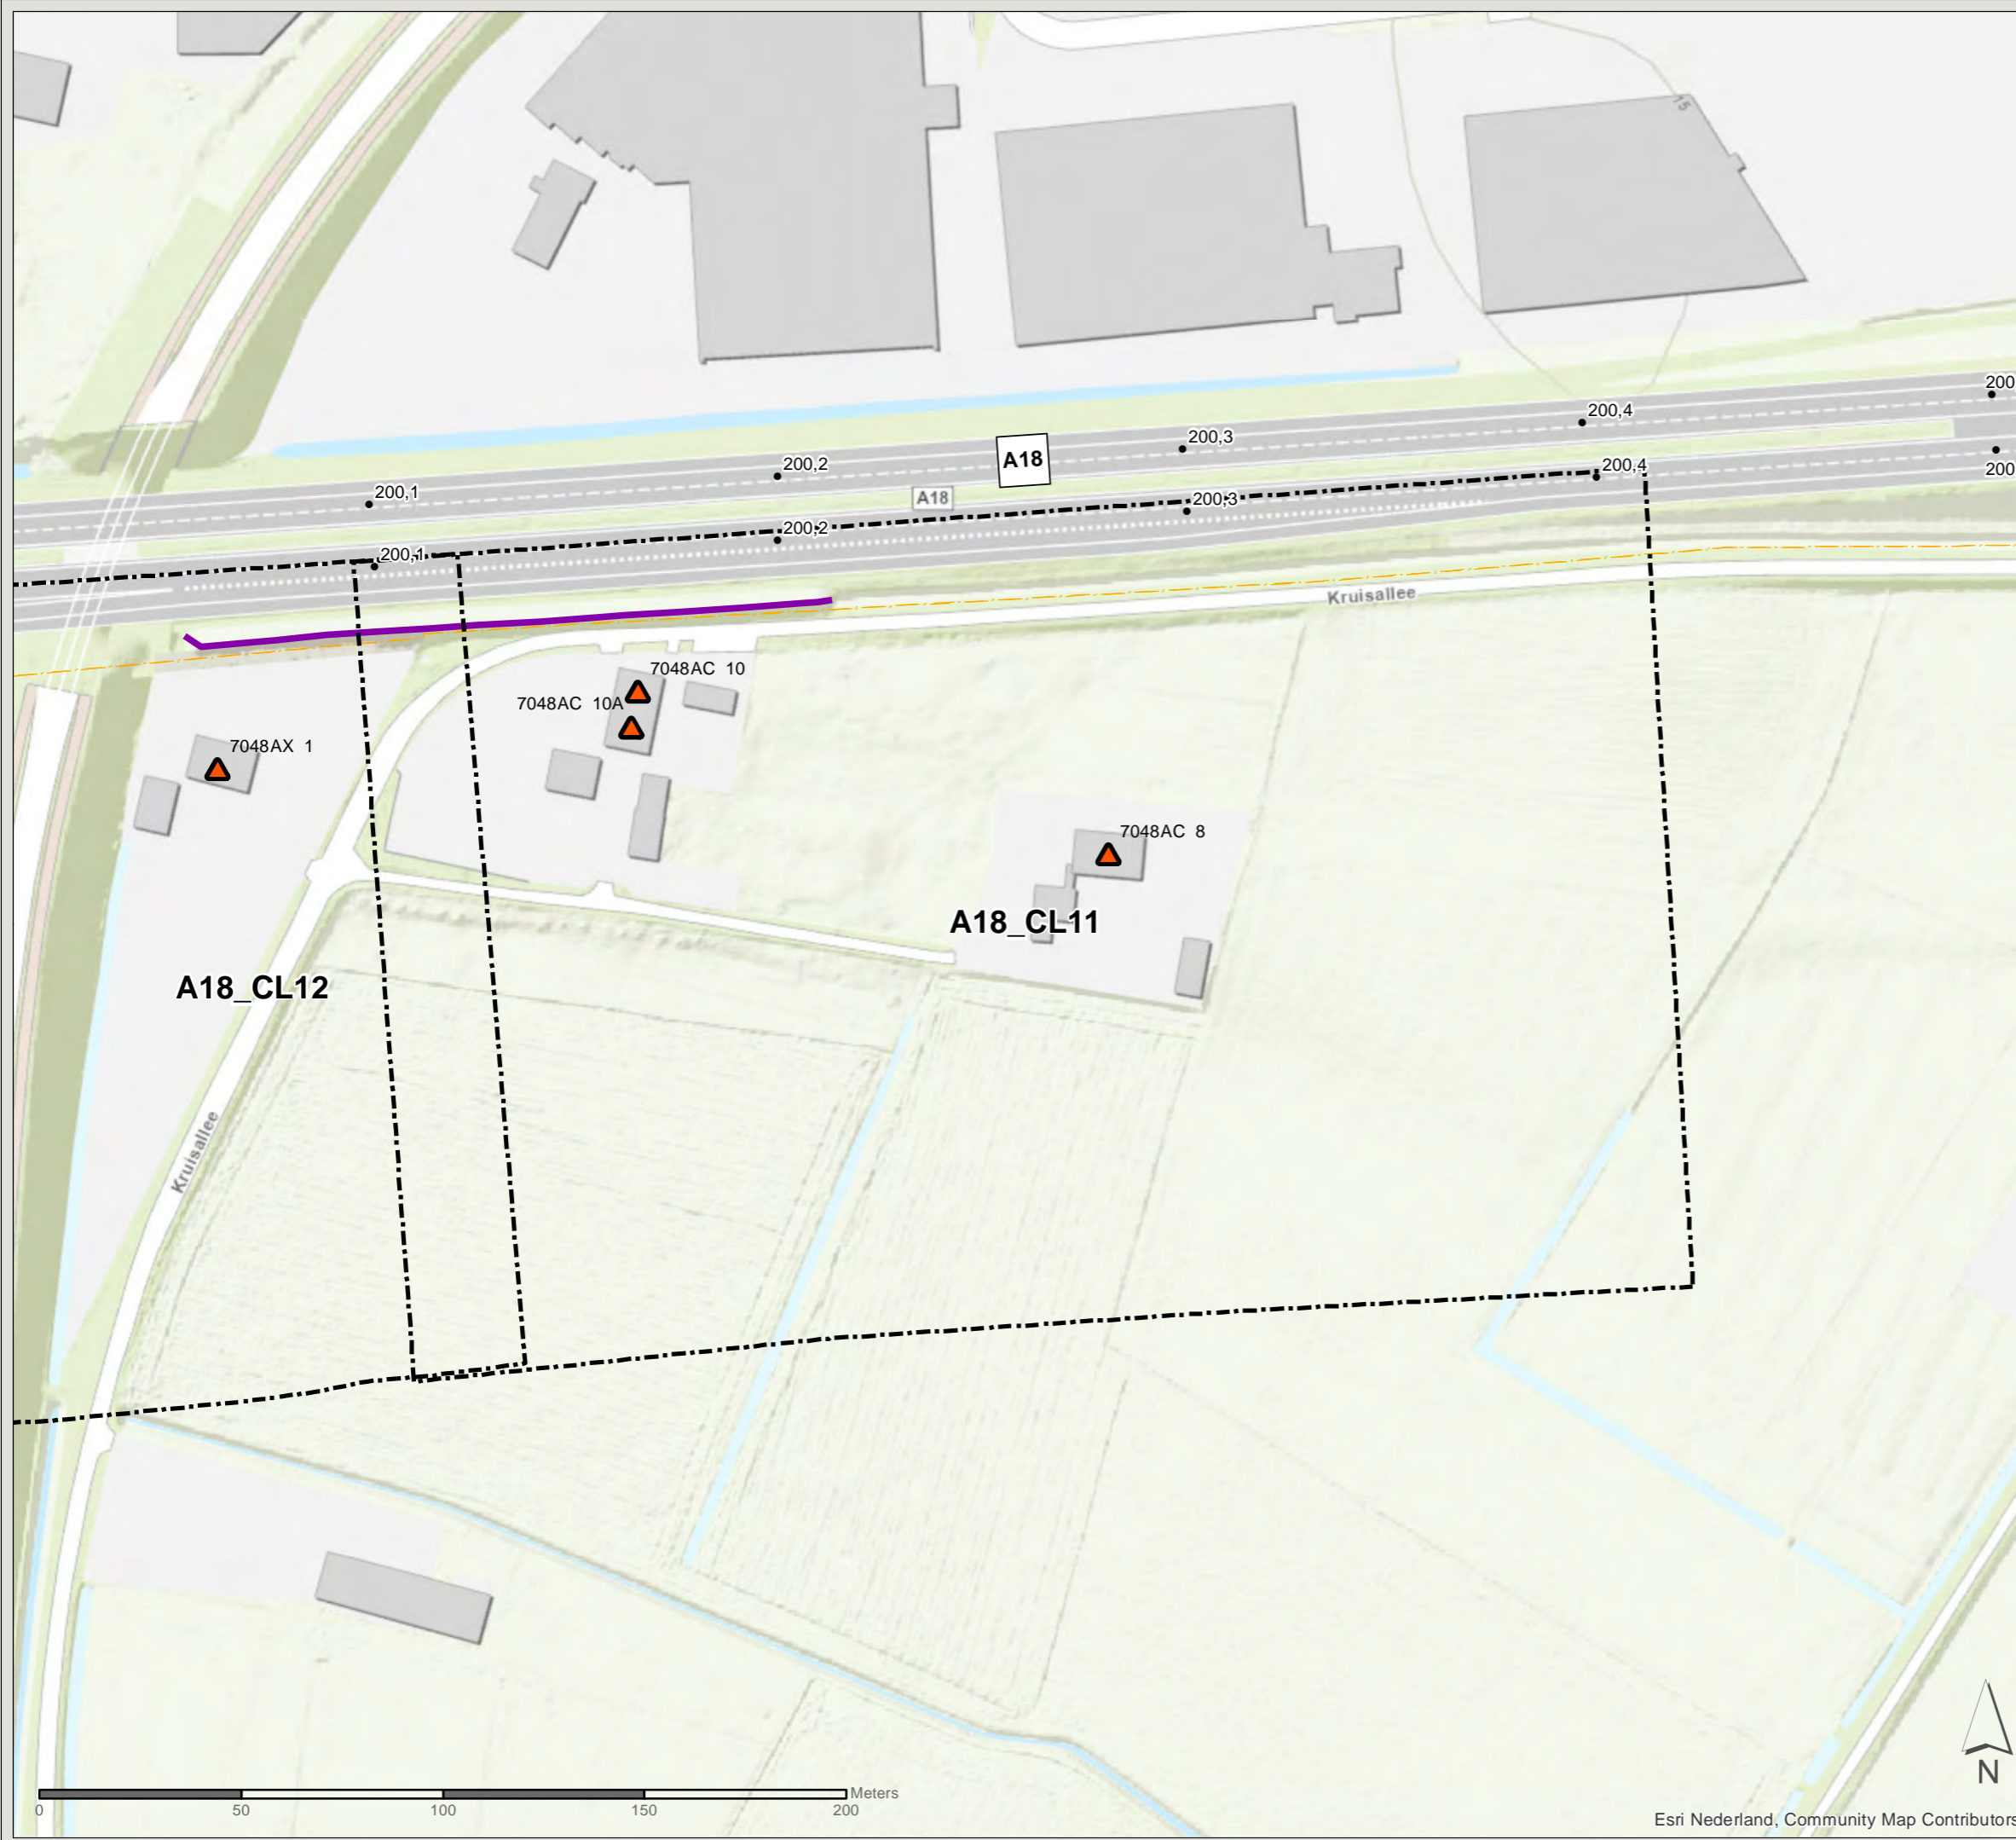 15
200
200,4
200,3
A18
200,4
200,2
200
200,1
A18
200,3
200,2
200,1
Kruisallee
7048AC 10
7048AC 10A
7048AX 1
7048AC 8
A18_CL11
A18_CL12
Kruisallee
N
Meters
0 50 100 150 200
Esri Nederland, Community Map Contributors